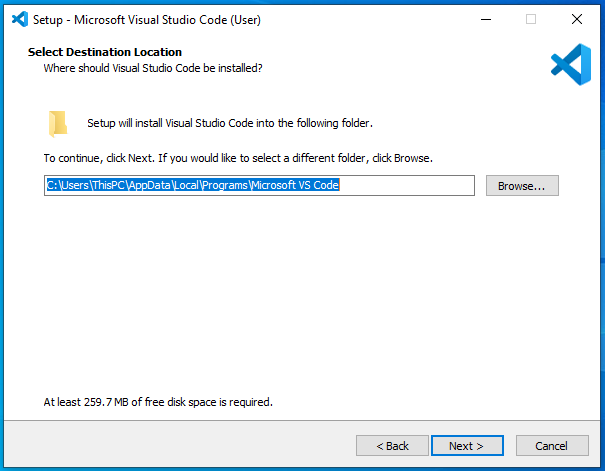 Setup - Microsoft Visual Studio Code (User)
Select Destination Location
Where should Visual Studio Code be installed?
Setup will install Visual Studio Code into the following folder.
To continue, click Next. If you would like to select a different folder, click Browse.
C:\Users\ThisPC\AppData\Local\Programs\Microsoft VS Code
Browse...
At least 259.7 MB of free disk space is required.
< Back
Next >
Cancel